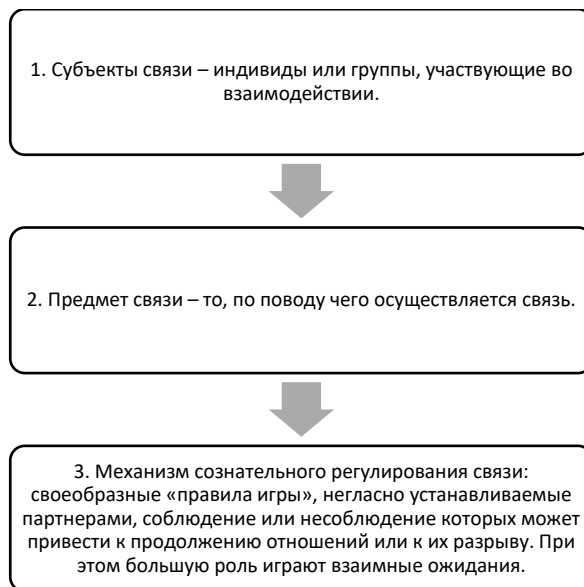 1. Субъекты связи – индивиды или группы, участвующие во
взаимодействии.
2. Предмет связи – то, по поводу чего осуществляется связь.
3. Механизм сознательного регулирования связи:
своеобразные «правила игры», негласно устанавливаемые
партнерами, соблюдение или несоблюдение которых может
привести к продолжению отношений или к их разрыву. При
этом большую роль играют взаимные ожидания.